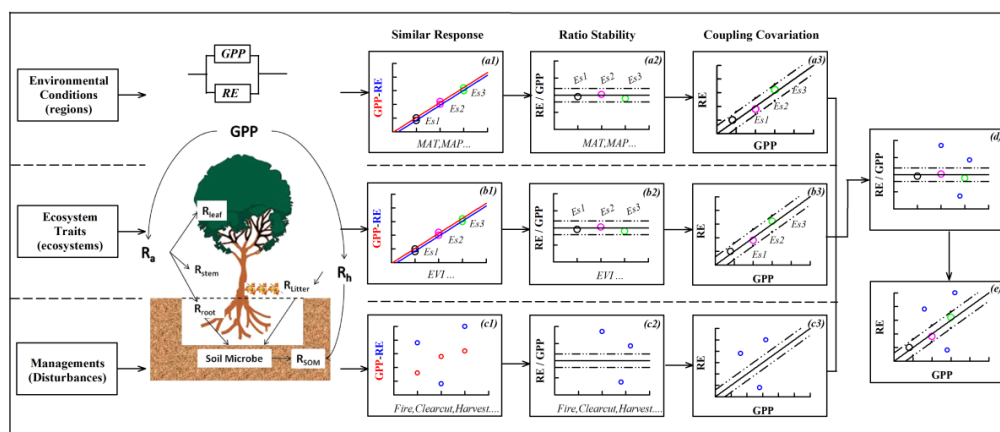 Similar Response
Ratio Stability
Coupling Covariation
Environmental
Conditions
(regions)
GPP
RE
GPP
(a1)
GPP-RE
Es1
Es2
Es3
MAT,MAP...
(a2)
RE / GPP
Es1
Es2
Es3
MAT,MAP...
(a3)
RE
Es1
Es2
Es3
GPP
Ecosystem
Traits
(ecosystems)
Ra
Rleaf
Rstem
Rroot
RLitter
Rh
Soil Microbe
RSOM
(b1)
GPP-RE
Es1
Es2
Es3
EVI ...
(b2)
RE / GPP
Es1
Es2
Es3
EVI ...
(b3)
RE
Es1
Es2
Es3
GPP
Managements
(Disturbances)
(c1)
GPP-RE
Fire,Clearcut,Harvest....
(c2)
RE / GPP
Fire,Clearcut,Harvest....
(c3)
RE
GPP
(d)
RE / GPP
(e)
RE
GPP